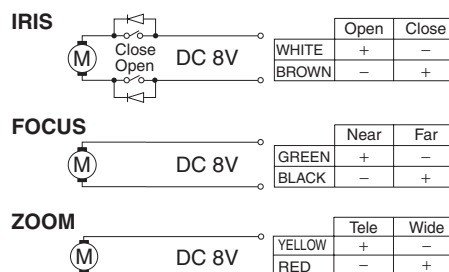 IRIS
Open Close
WHITE + −
BROWN − +
M
Close
Open
DC 8V
FOCUS
Near Far
GREEN + −
BLACK − +
M
DC 8V
ZOOM
Tele Wide
YELLOW + −
RED − +
M
DC 8V